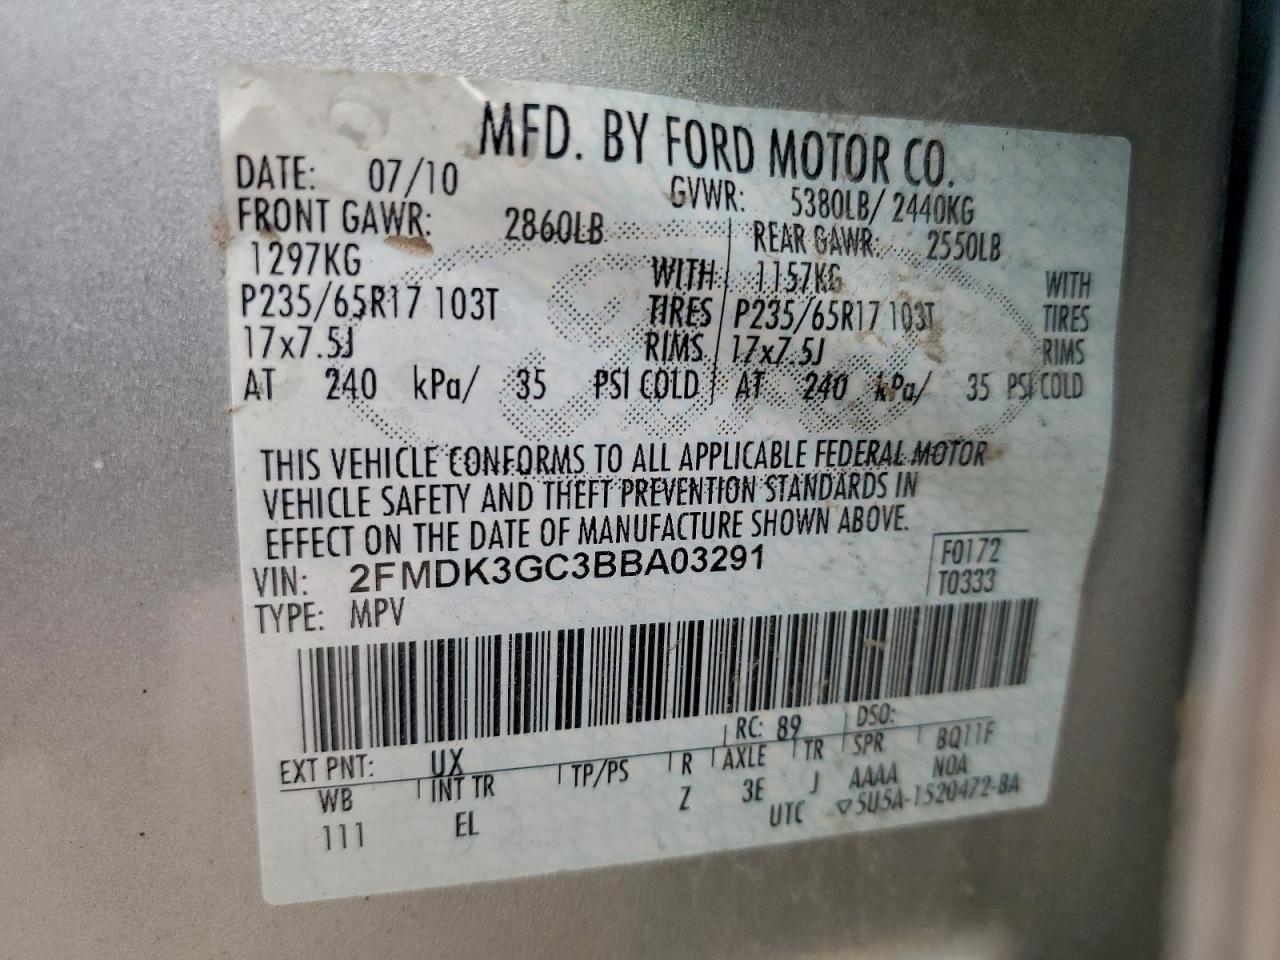 MFD. BY FORD MOTOR CO.
DATE: 07/10 GVWR: 5380LB/ 2440KG
FRONT GAWR: 2860LB REAR GAWR: 2550LB
1297KG WITH 1157KG WITH
P235/65R17 103T TIRES P235/65R17 103T TIRES
17x7.5J RIMS 17x7.5J RIMS
AT 240 kPa/ 35 PSI COLD AT 240 kPa/ 35 PSI COLD
THIS VEHICLE CONFORMS TO ALL APPLICABLE FEDERAL MOTOR
VEHICLE SAFETY AND THEFT PREVENTION STANDARDS IN
EFFECT ON THE DATE OF MANUFACTURE SHOWN ABOVE.
VIN: 2FMDK3GC3BBA03291 F0172
TYPE: MPV T0333
EXT PNT: UX RC: 89 DSO:
WB INT TR TP/PS R AXLE TR SPR BQ11F
111 EL Z 3E J AAAA NOA
UTC ▽5U5A-1520472-BA